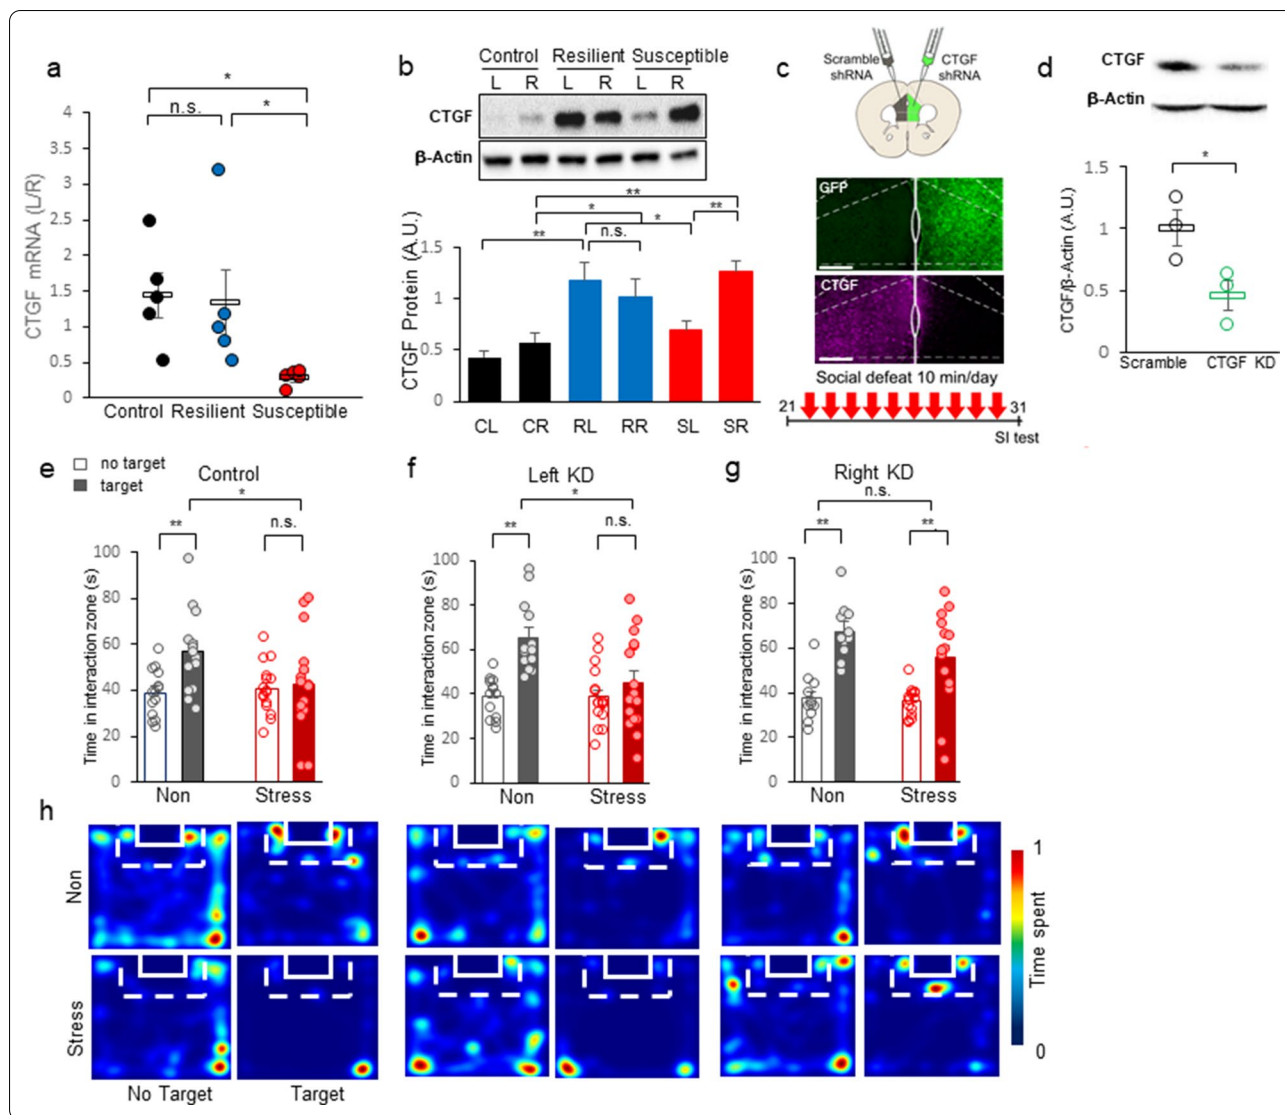 a
*
n.s.
*
CTGF mRNA (L/R)
4
3.5
3
2.5
2
1.5
1
0.5
0
Control Resilient Susceptible
b
Control Resilient Susceptible
L R L R L R
CTGF
β-Actin
**
*
*
**
**
n.s.
CTGF Protein (A.U.)
1.5
1
0.5
0
CL CR RL RR SL SR
c
Scramble shRNA
CTGF shRNA
GFP
CTGF
Social defeat 10 min/day
21 31
SI test
d
CTGF
β-Actin
*
CTGF/β-Actin (A.U.)
1.5
1
0.5
0
Scramble CTGF KD
e
no target
target
Control
*
**
n.s.
Time in interaction zone (s)
100
80
60
40
20
0
Non Stress
f
Left KD
*
**
n.s.
Time in interaction zone (s)
100
80
60
40
20
0
Non Stress
g
Right KD
n.s.
**
**
Time in interaction zone (s)
100
80
60
40
20
0
Non Stress
h
Non
Stress
No Target Target
1
Time spent
0